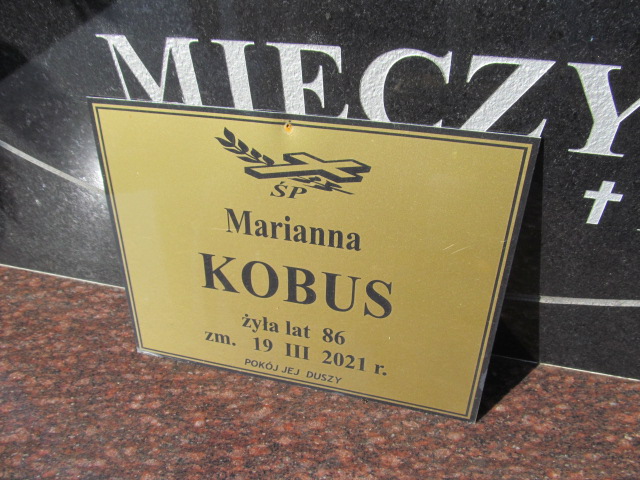 MIECZY
ŚP
Marianna
KOBUS
żyła lat 86
zm. 19 III 2021 r.
POKÓJ JEJ DUSZY